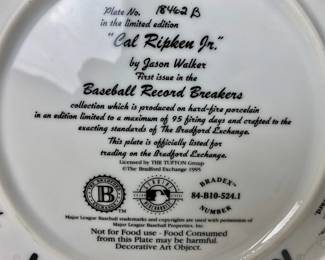 Plate No. 18462 B
in the limited edition
"Cal Ripken Jr."
by Jason Walker
First issue in the
Baseball Record Breakers
collection which is produced on hard-fire porcelain
in an edition limited to a maximum of 95 firing days and crafted to the
exacting standards of The Bradford Exchange.
This plate is officially listed for
trading on the Bradford Exchange.
Licensed by THE TUFTON Group
©The Bradford Exchange 1995
BRADEX
84-B10-524.1
NUMBER
Major League Baseball trademarks and copyrights are used with permission of
Major League Baseball Properties, Inc.
Not for Food use - Food Consumed
from this Plate may be harmful.
Decorative Art Object.